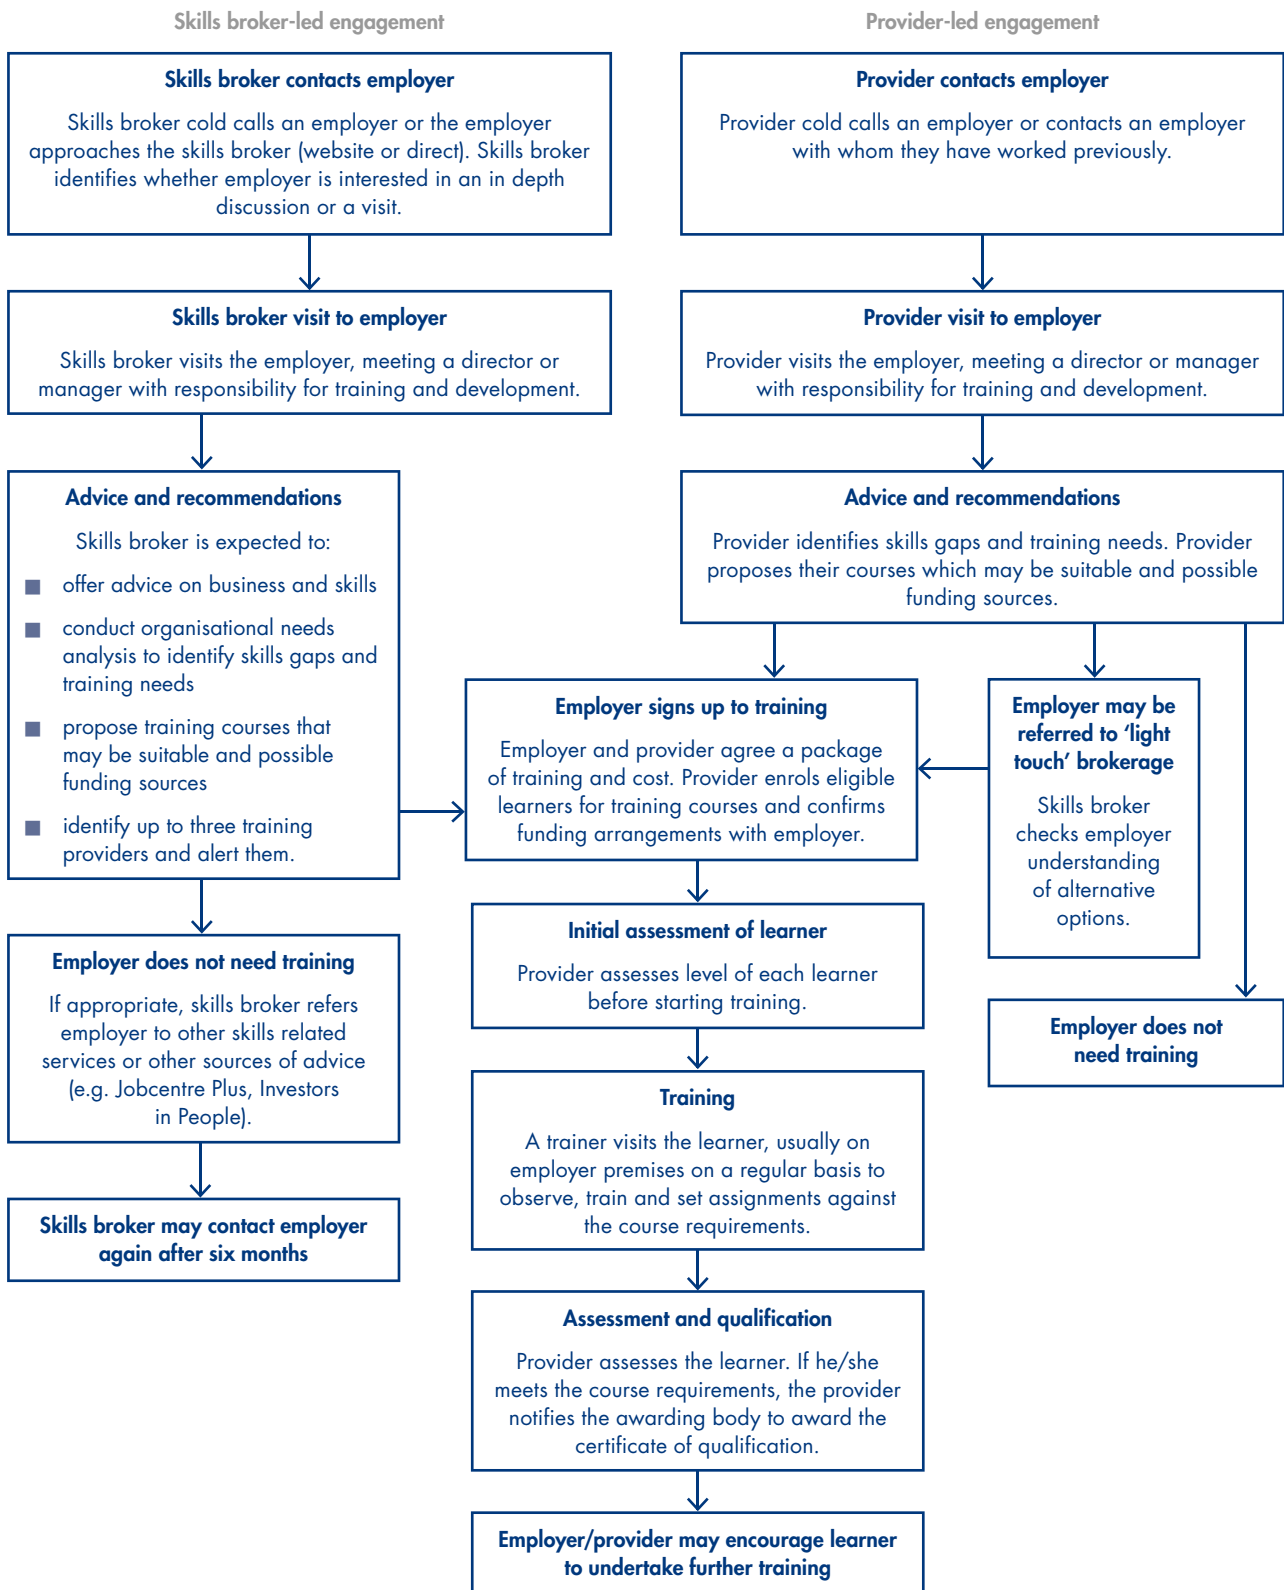 Skills broker-led engagement
Provider-led engagement
Skills broker contacts employer
Skills broker cold calls an employer or the employer
approaches the skills broker (website or direct). Skills broker
identifies whether employer is interested in an in depth
discussion or a visit.
Provider contacts employer
Provider cold calls an employer or contacts an employer
with whom they have worked previously.
Skills broker visit to employer
Skills broker visits the employer, meeting a director or
manager with responsibility for training and development.
Provider visit to employer
Provider visits the employer, meeting a director or manager
with responsibility for training and development.
Advice and recommendations
Skills broker is expected to:
■ offer advice on business and skills
■ conduct organisational needs
analysis to identify skills gaps and
training needs
■ propose training courses that
may be suitable and possible
funding sources
■ identify up to three training
providers and alert them.
Advice and recommendations
Provider identifies skills gaps and training needs. Provider
proposes their courses which may be suitable and possible
funding sources.
Employer signs up to training
Employer and provider agree a package
of training and cost. Provider enrols eligible
learners for training courses and confirms
funding arrangements with employer.
Employer may be
referred to ‘light
touch’ brokerage
Skills broker
checks employer
understanding
of alternative
options.
Employer does not need training
If appropriate, skills broker refers
employer to other skills related
services or other sources of advice
(e.g. Jobcentre Plus, Investors
in People).
Initial assessment of learner
Provider assesses level of each learner
before starting training.
Employer does not
need training
Training
A trainer visits the learner, usually on
employer premises on a regular basis to
observe, train and set assignments against
the course requirements.
Skills broker may contact employer
again after six months
Assessment and qualification
Provider assesses the learner. If he/she
meets the course requirements, the provider
notifies the awarding body to award the
certificate of qualification.
Employer/provider may encourage learner
to undertake further training